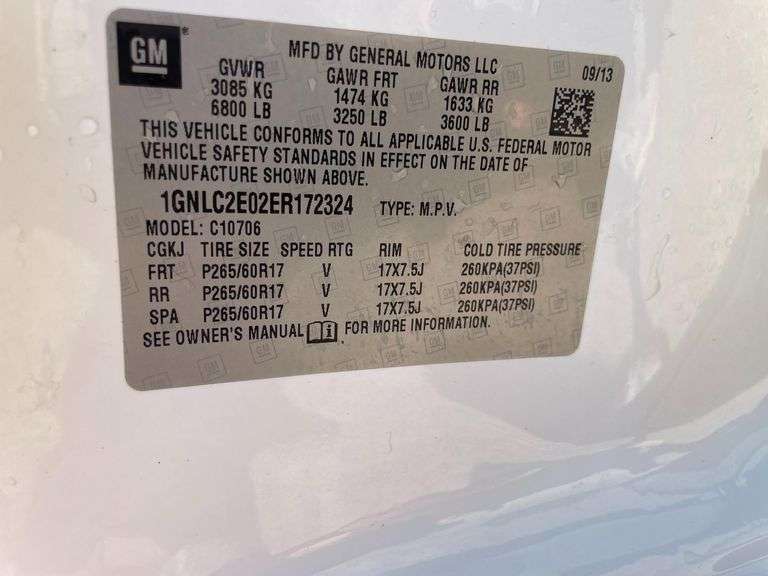 GM ®
MFD BY GENERAL MOTORS LLC
GVWR GAWR FRT GAWR RR 09/13
3085 KG 1474 KG 1633 KG
6800 LB 3250 LB 3600 LB
THIS VEHICLE CONFORMS TO ALL APPLICABLE U.S. FEDERAL MOTOR
VEHICLE SAFETY STANDARDS IN EFFECT ON THE DATE OF
MANUFACTURE SHOWN ABOVE.
1GNLC2E02ER172324 TYPE: M.P.V.
MODEL: C10706
CGKJ TIRE SIZE SPEED RTG RIM COLD TIRE PRESSURE
FRT P265/60R17 V 17X7.5J 260KPA(37PSI)
RR P265/60R17 V 17X7.5J 260KPA(37PSI)
SPA P265/60R17 V 17X7.5J 260KPA(37PSI)
SEE OWNER'S MANUAL i FOR MORE INFORMATION.